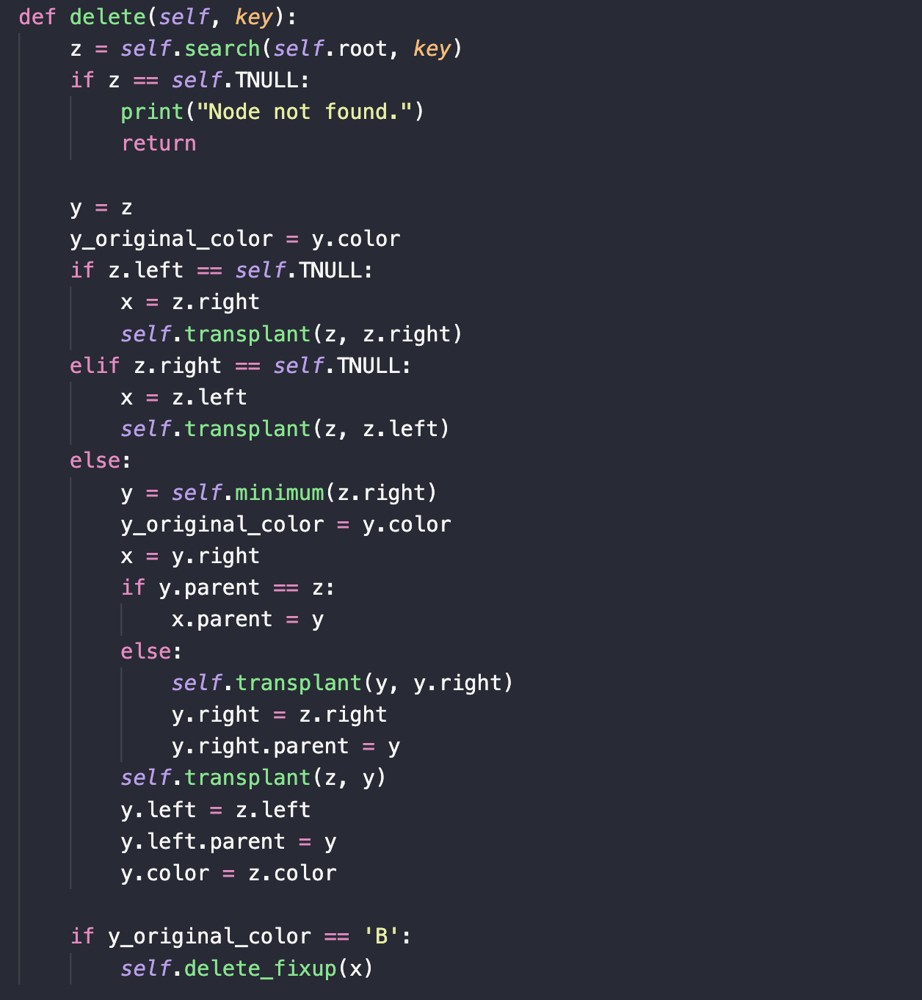 def delete(self, key):
    z = self.search(self.root, key)
    if z == self.TNULL:
        print("Node not found.")
        return

    y = z
    y_original_color = y.color
    if z.left == self.TNULL:
        x = z.right
        self.transplant(z, z.right)
    elif z.right == self.TNULL:
        x = z.left
        self.transplant(z, z.left)
    else:
        y = self.minimum(z.right)
        y_original_color = y.color
        x = y.right
        if y.parent == z:
            x.parent = y
        else:
            self.transplant(y, y.right)
            y.right = z.right
            y.right.parent = y
        self.transplant(z, y)
        y.left = z.left
        y.left.parent = y
        y.color = z.color

    if y_original_color == 'B':
        self.delete_fixup(x)